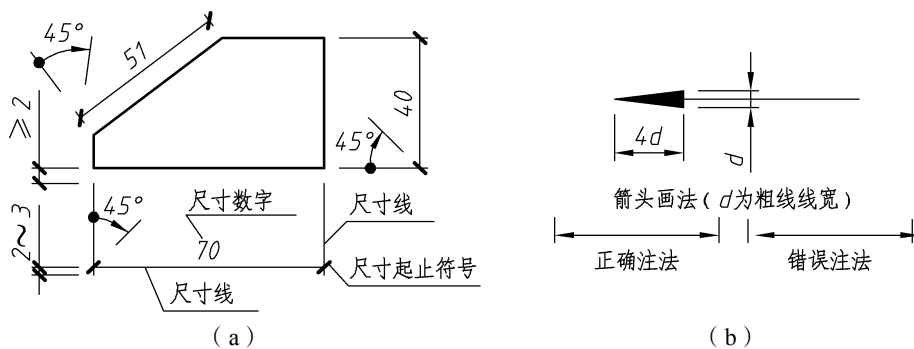 45°
51
40
≥2
45°
45°
尺寸数字
尺寸线
2~3
70
尺寸起止符号
尺寸线
(a)
4d
d
箭头画法(d为粗线线宽)
正确注法
错误注法
(b)